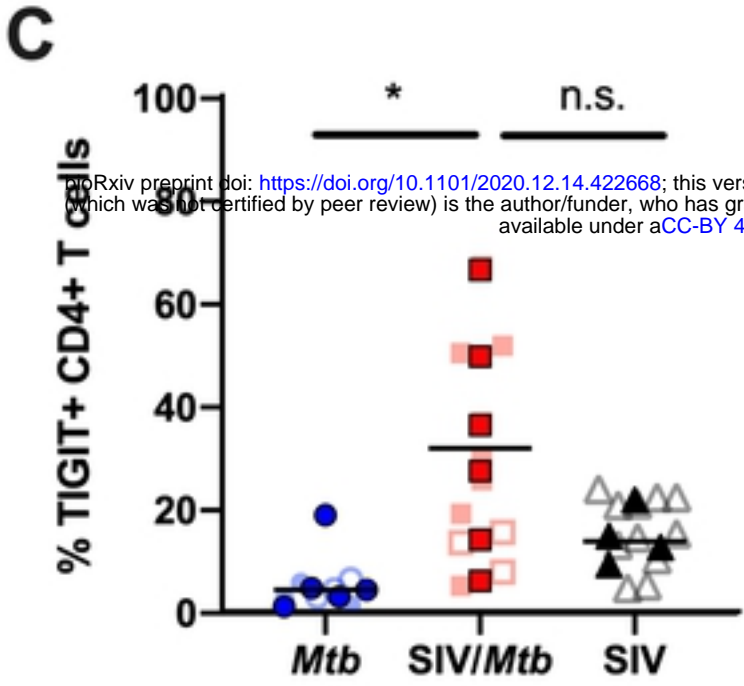 C
100
* n.s.
bioRxiv preprint doi: https://doi.org/10.1101/2020.12.14.422668; this vers
80
(which was not certified by peer review) is the author/funder, who has gr
available under aCC-BY 4
% TIGIT+ CD4+ T cells
60
40
20
0
Mtb SIV/Mtb SIV